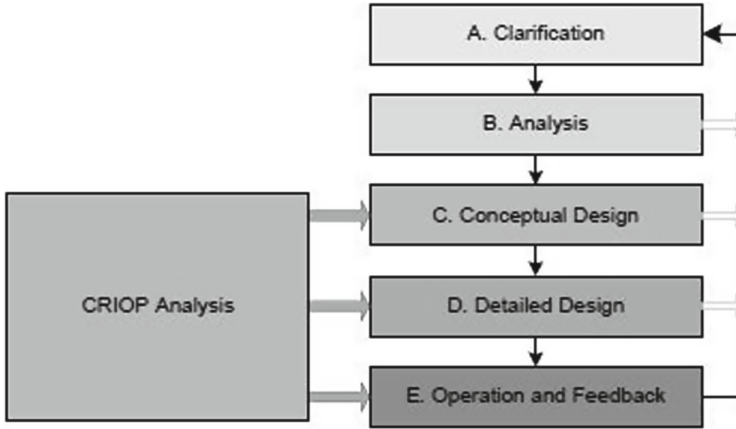 A. Clarification
B. Analysis
C. Conceptual Design
CRIOP Analysis
D. Detailed Design
E. Operation and Feedback